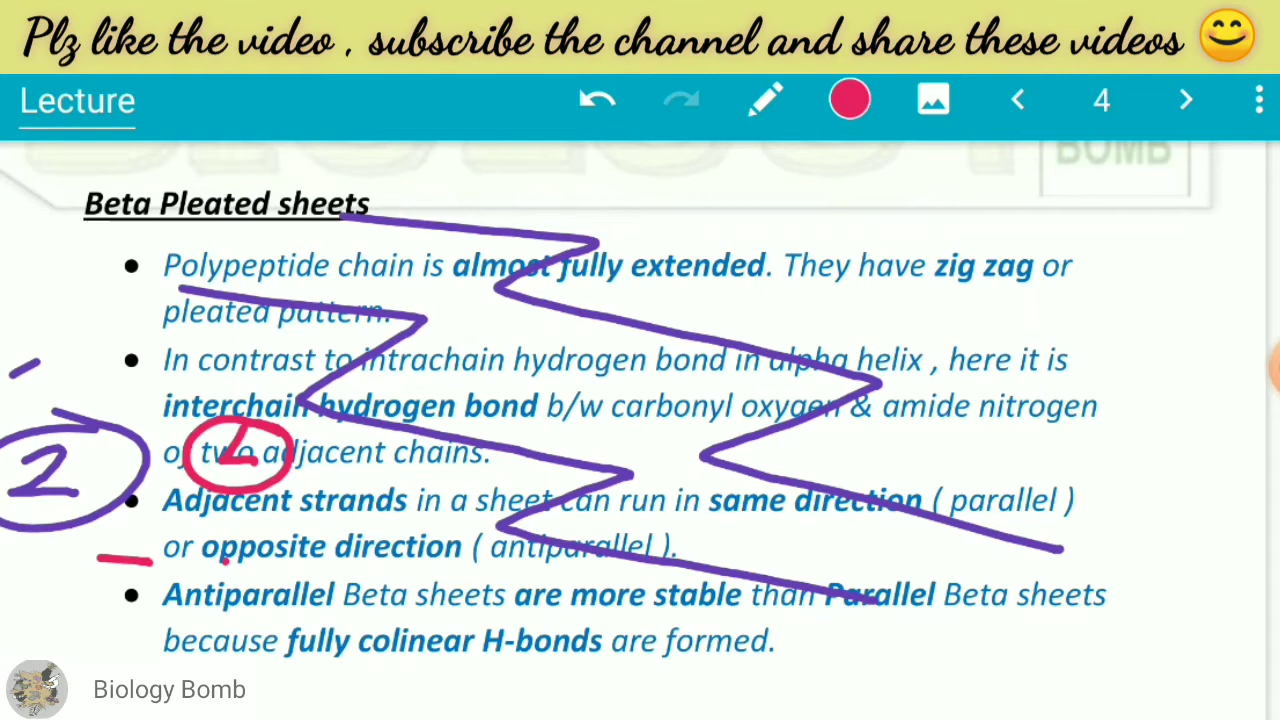 Plz like the video , subscribe the channel and share these videos 😊
Lecture
4
BOMB
Beta Pleated sheets
• Polypeptide chain is almost fully extended. They have zig zag or
pleated pattern.
• In contrast to intrachain hydrogen bond in alpha helix , here it is
interchain hydrogen bond b/w carbonyl oxygen & amide nitrogen
of two adjacent chains.
2
• Adjacent strands in a sheet can run in same direction ( parallel )
or opposite direction ( antiparallel ).
• Antiparallel Beta sheets are more stable than Parallel Beta sheets
because fully colinear H-bonds are formed.
Biology Bomb